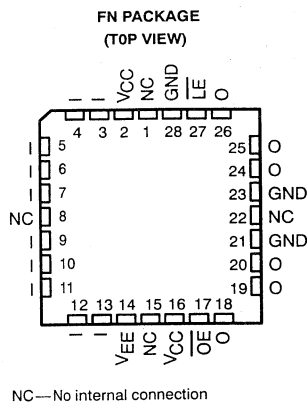 FN PACKAGE
(TOP VIEW)
I I VCC NC GND LE O
4 3 2 1 28 27 26
I 5 25 O
I 6 24 O
I 7 23 GND
NC 8 22 NC
I 9 21 GND
I 10 20 O
I 11 19 O
12 13 14 15 16 17 18
I I VEE NC VCC OE O
NC—No internal connection